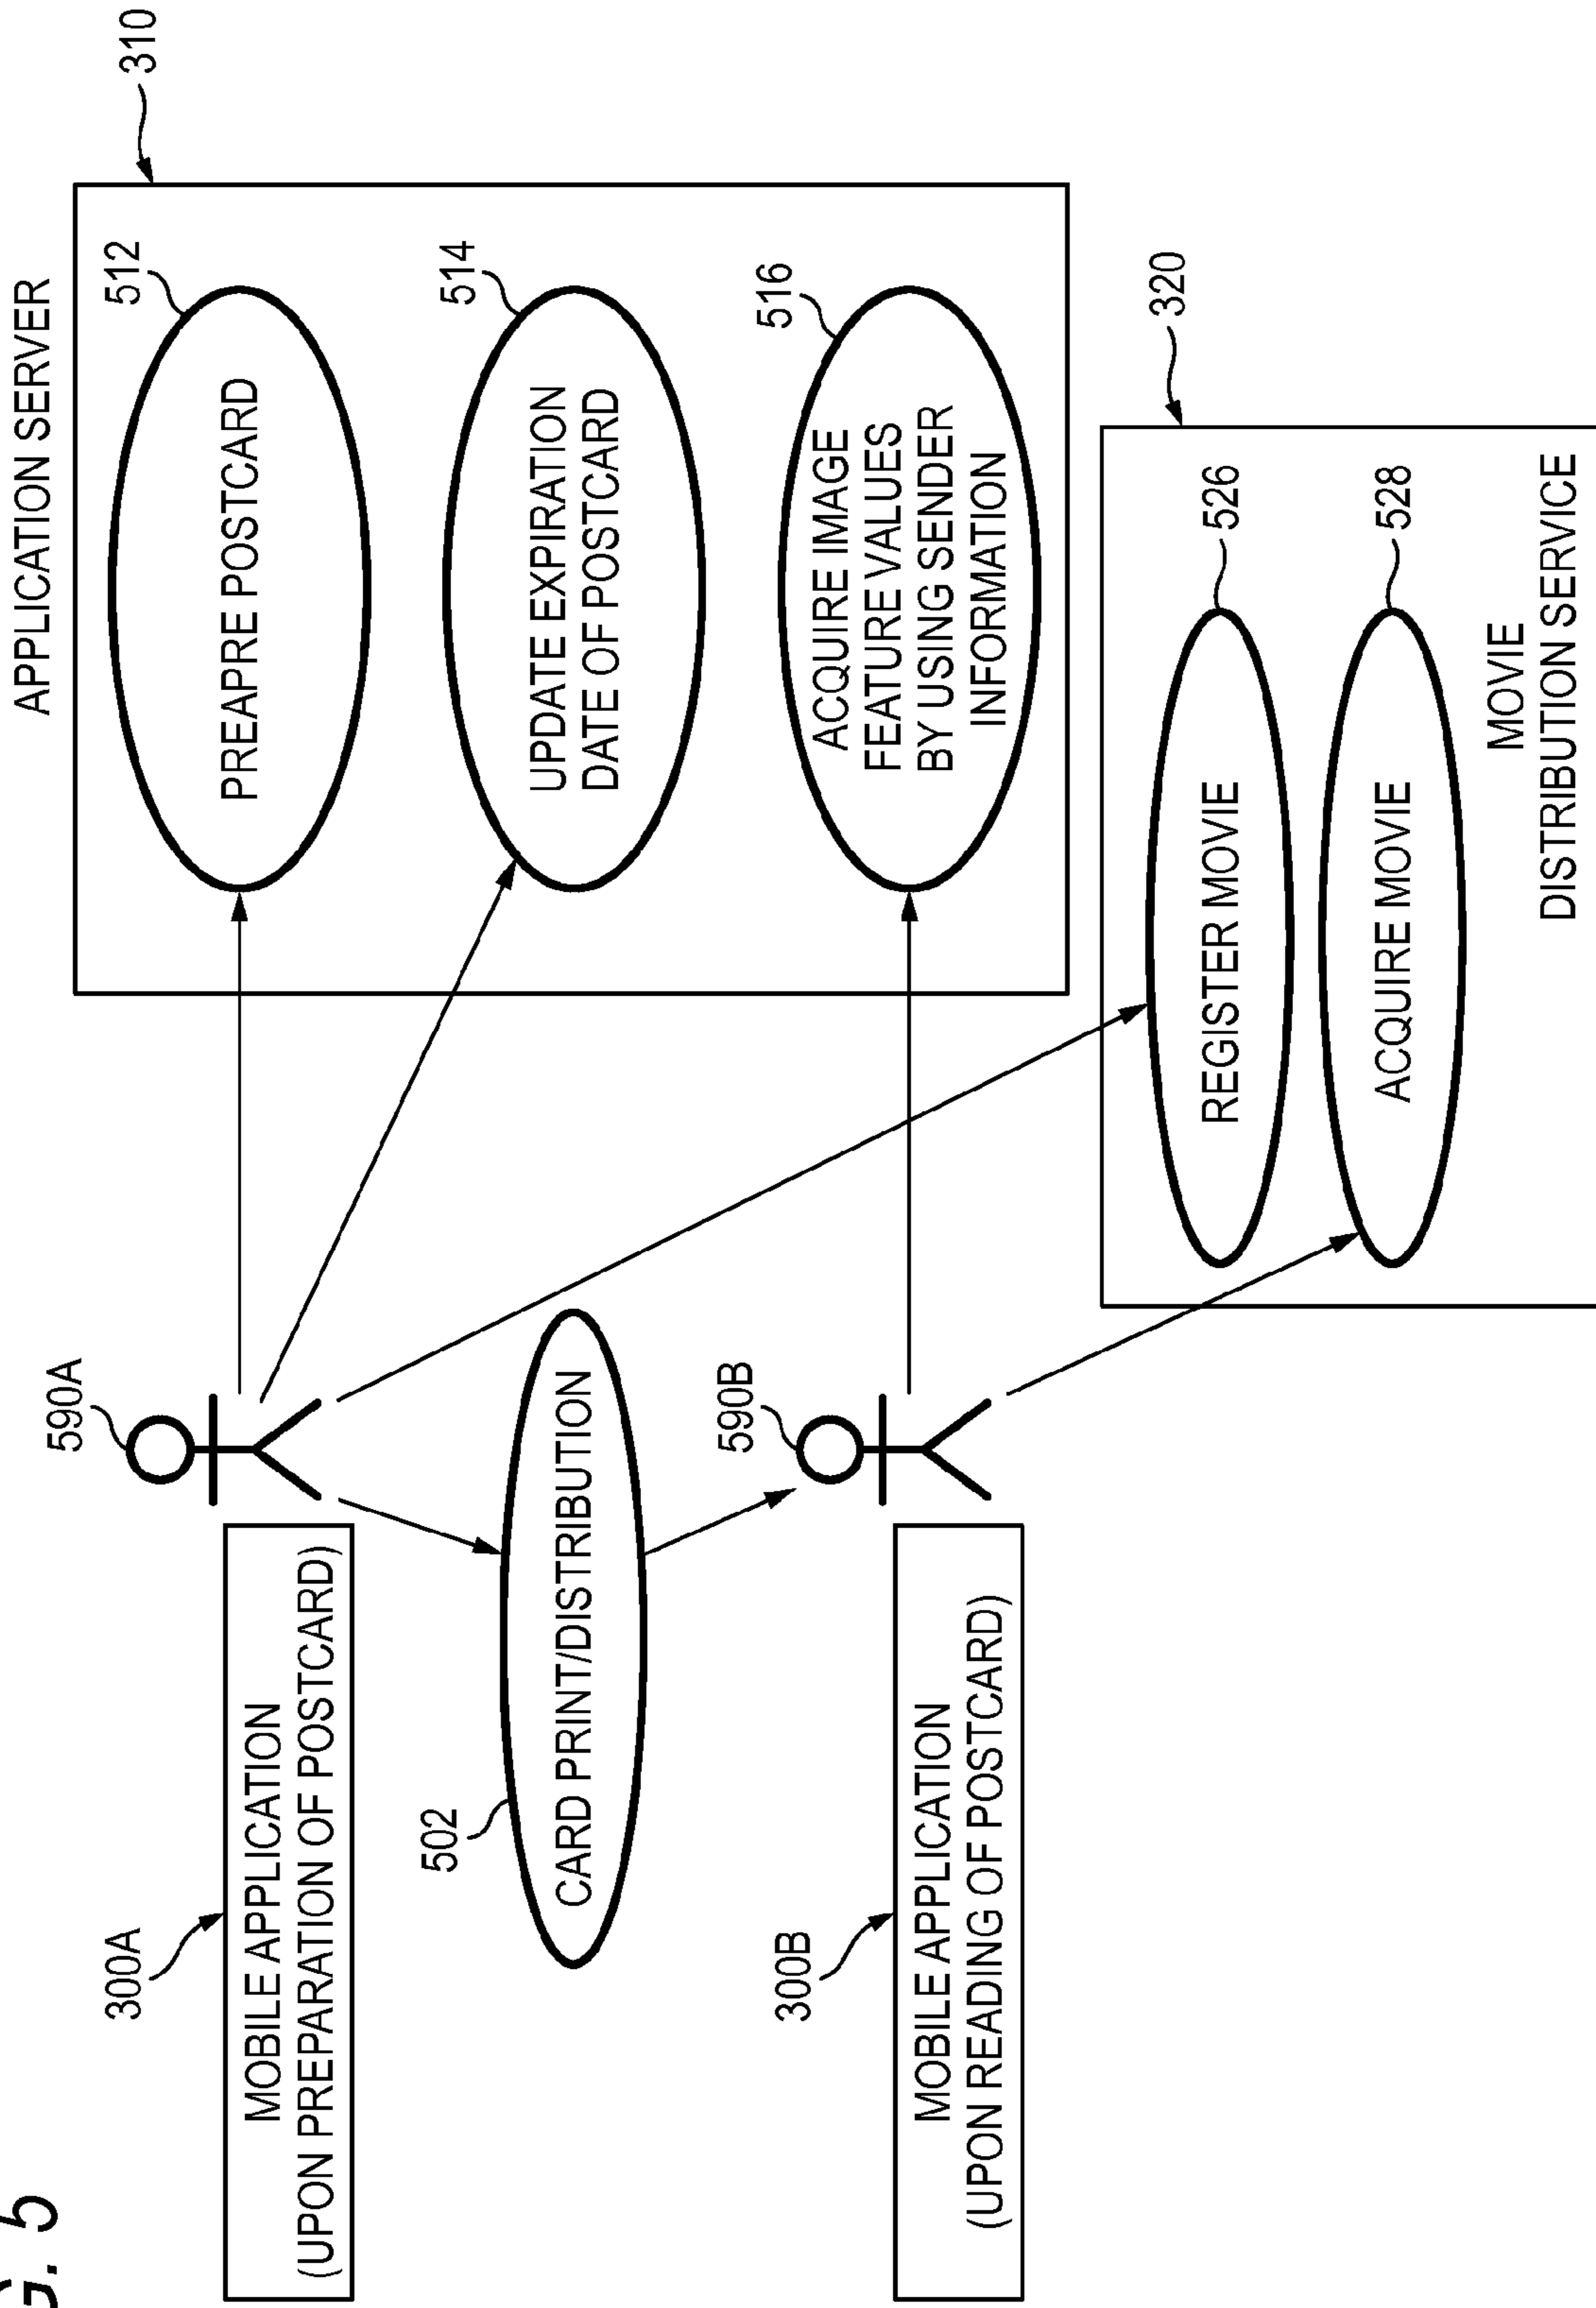 G. 5
APPLICATION SERVER
310
590A
512
300A
MOBILE APPLICATION
(UPON PREPARATION OF POSTCARD)
PREAPRE POSTCARD
514
UPDATE EXPIRATION
DATE OF POSTCARD
502
CARD PRINT/DISTRIBUTION
590B
516
300B
MOBILE APPLICATION
(UPON READING OF POSTCARD)
ACQUIRE IMAGE
FEATURE VALUES
BY USING SENDER
INFORMATION
320
REGISTER MOVIE
526
ACQUIRE MOVIE
528
MOVIE
DISTRIBUTION SERVICE